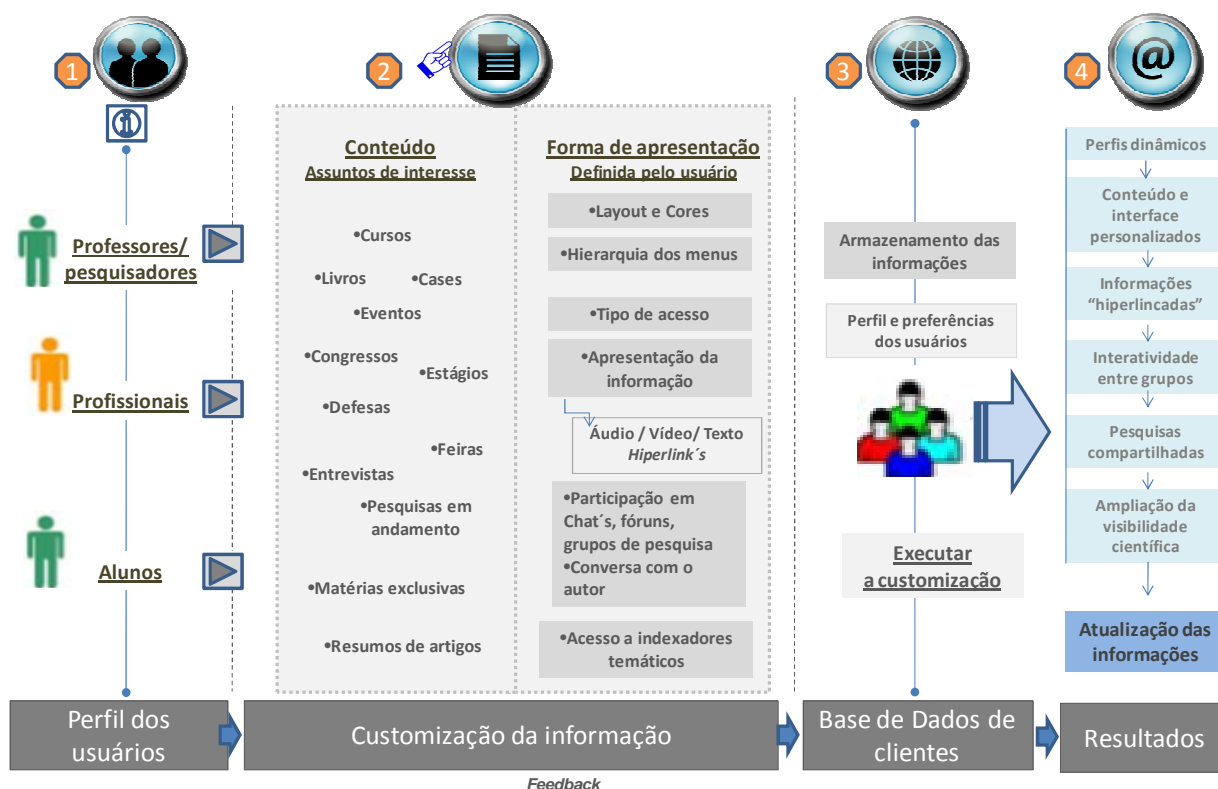 1
2
3
4
@
Professores/
pesquisadores
Profissionais
Alunos
Conteúdo
Assuntos de interesse
•Cursos
•Livros
•Cases
•Eventos
•Congressos
•Estágios
•Defesas
•Feiras
•Entrevistas
•Pesquisas em
andamento
•Matérias exclusivas
•Resumos de artigos
Forma de apresentação
Definida pelo usuário
•Layout e Cores
•Hierarquia dos menus
•Tipo de acesso
•Apresentação da
informação
Áudio / Vídeo/ Texto
Hiperlink´s
•Participação em
Chat´s, fóruns,
grupos de pesquisa
•Conversa com o
autor
•Acesso a indexadores
temáticos
Armazenamento das
informações
Perfil e preferências
dos usuários
Executar
a customização
Perfis dinâmicos
Conteúdo e
interface
personalizados
Informações
“hiperlincadas”
Interatividade
entre grupos
Pesquisas
compartilhadas
Ampliação da
visibilidade
científica
Atualização das
informações
Perfil dos
usuários
Customização da informação
Base de Dados de
clientes
Resultados
Feedback